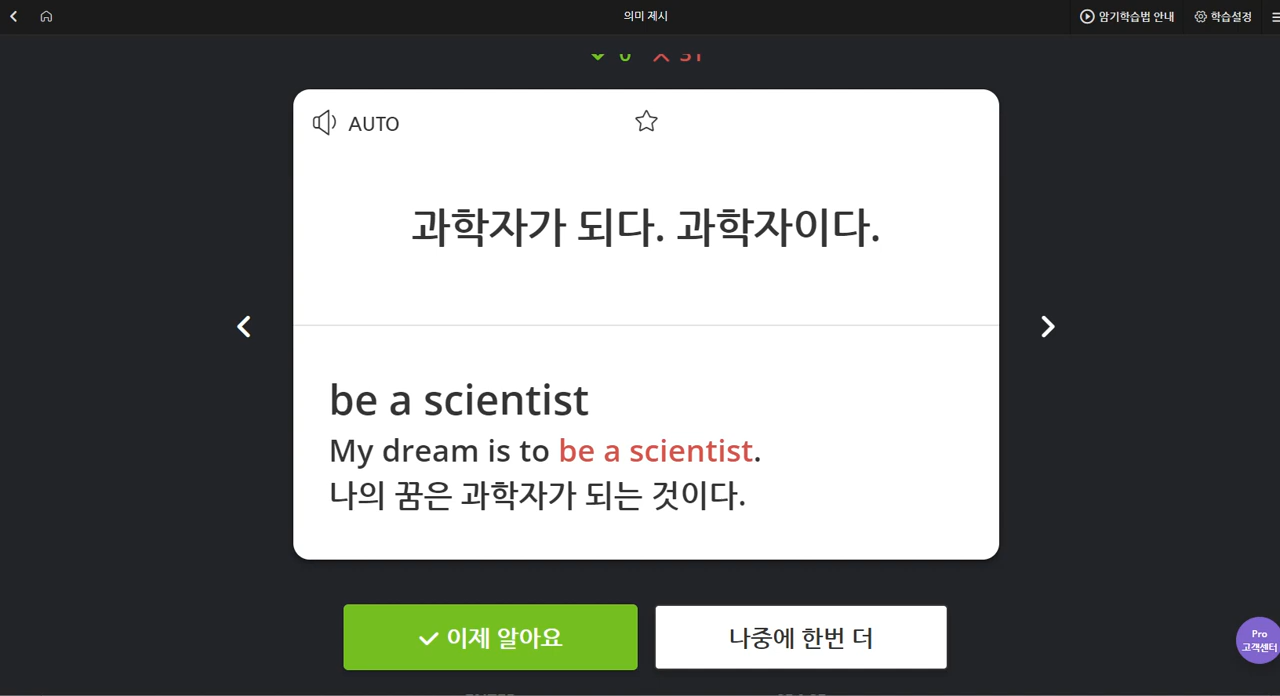 의미 제시
암기학습법 안내
학습설정
AUTO
과학자가 되다. 과학자이다.
be a scientist
My dream is to be a scientist.
나의 꿈은 과학자가 되는 것이다.
이제 알아요
나중에 한번 더
Pro
고객센터